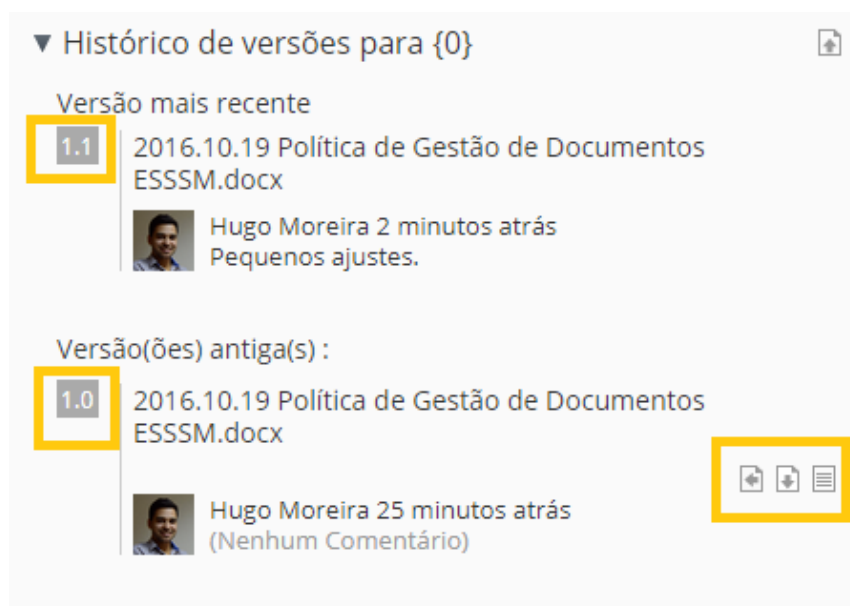 ▼ Histórico de versões para {0}
Versão mais recente
1.1
2016.10.19 Política de Gestão de Documentos
ESSSM.docx
Hugo Moreira 2 minutos atrás
Pequenos ajustes.
Versão(ões) antiga(s) :
1.0
2016.10.19 Política de Gestão de Documentos
ESSSM.docx
Hugo Moreira 25 minutos atrás
(Nenhum Comentário)